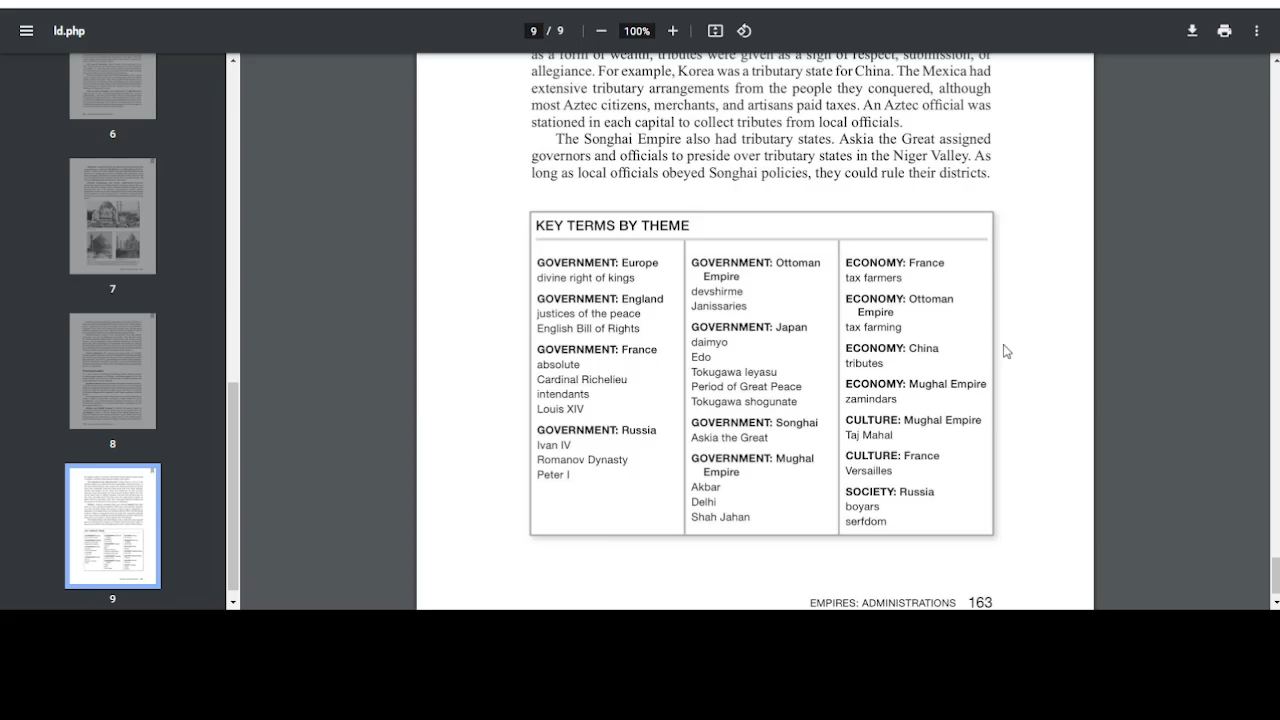 ld.php
9 / 9
100%
6
7
8
9
as a form of wealth, tributes were given as a sign of respect, submission, or
allegiance. For example, Korea was a tributary state for China. The Mexica had
extensive tributary arrangements from the people they conquered, although
most Aztec citizens, merchants, and artisans paid taxes. An Aztec official was
stationed in each capital to collect tributes from local officials.
The Songhai Empire also had tributary states. Askia the Great assigned
governors and officials to preside over tributary states in the Niger Valley. As
long as local officials obeyed Songhai policies, they could rule their districts.
KEY TERMS BY THEME
GOVERNMENT: Europe
divine right of kings
GOVERNMENT: England
justices of the peace
English Bill of Rights
GOVERNMENT: France
absolute
Cardinal Richelieu
intendants
Louis XIV
GOVERNMENT: Russia
Ivan IV
Romanov Dynasty
Peter I
GOVERNMENT: Ottoman
Empire
devshirme
Janissaries
GOVERNMENT: Japan
daimyo
Edo
Tokugawa Ieyasu
Period of Great Peace
Tokugawa shogunate
GOVERNMENT: Songhai
Askia the Great
GOVERNMENT: Mughal
Empire
Akbar
Delhi
Shah Jahan
ECONOMY: France
tax farmers
ECONOMY: Ottoman
Empire
tax farming
ECONOMY: China
tributes
ECONOMY: Mughal Empire
zamindars
CULTURE: Mughal Empire
Taj Mahal
CULTURE: France
Versailles
SOCIETY: Russia
boyars
serfdom
EMPIRES: ADMINISTRATIONS 163